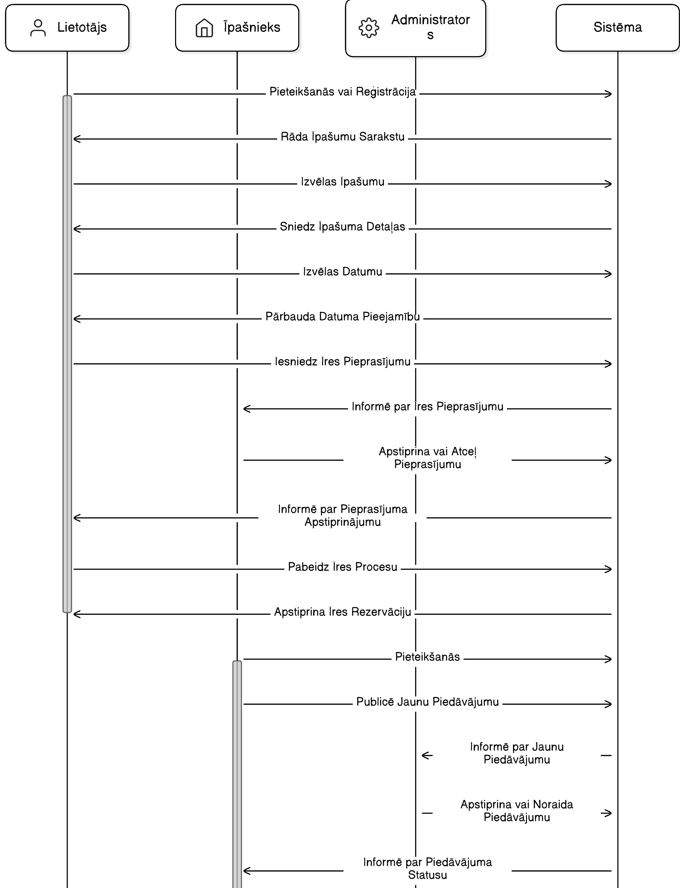 Lietotājs
Īpašnieks
Administrator
s
Sistēma
Pieteikšanās vai Reģistrācija
Rāda Īpašumu Sarakstu
Izvēlas Īpašumu
Sniedz Īpašuma Detaļas
Izvēlas Datumu
Pārbauda Datuma Pieejamību
Iesniedz Īres Pieprasījumu
Informē par Īres Pieprasījumu
Apstiprina vai Atceļ
Pieprasījumu
Informē par Pieprasījuma
Apstiprinājumu
Pabeidz Īres Procesu
Apstiprina Īres Rezervāciju
Pieteikšanās
Publicē Jaunu Piedāvājumu
Informē par Jaunu
Piedāvājumu
Apstiprina vai Noraida
Piedāvājumu
Informē par Piedāvājuma
Statusu